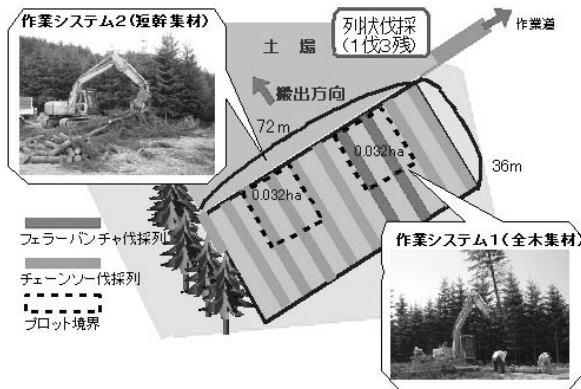 作業システム2(短幹集材)
土 場
列状伐採
(1伐3残)
作業道
搬出方向
72m
0.032ha
0.032ha
36m
フェラーバンチャ伐採列
チェーンソー伐採列
プロット境界
作業システム1(全木集材)